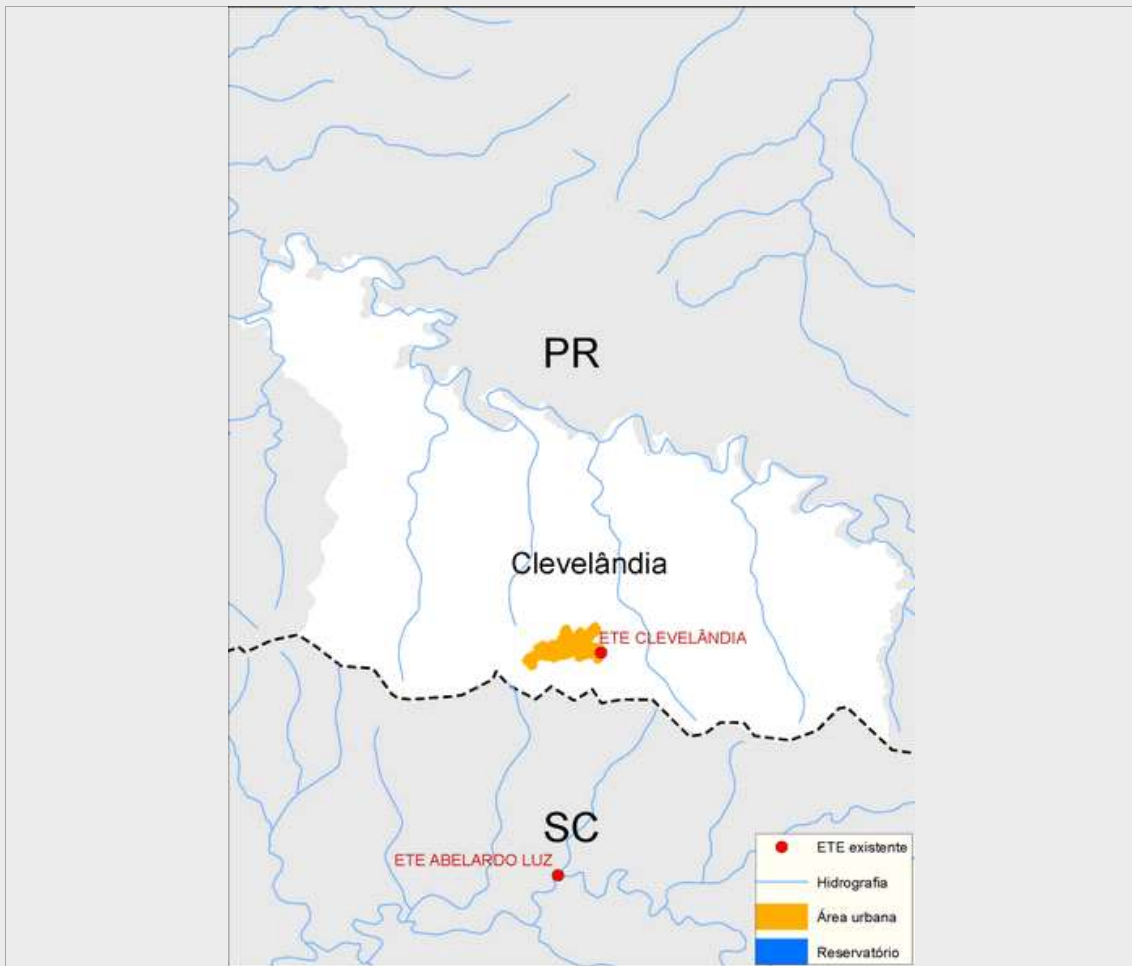 PR
Clevelândia
ETE CLEVELÂNDIA
SC
ETE ABELARDO LUZ
ETE existente
Hidrografia
Área urbana
Reservatório